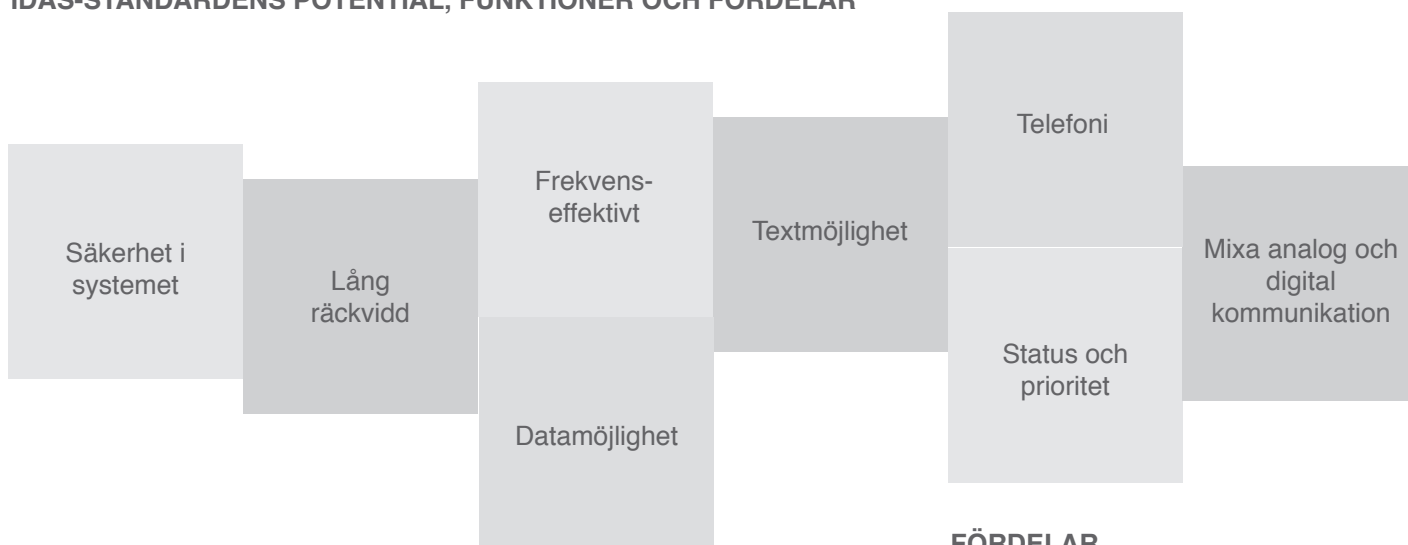 IDAS-STANDARDENS POTENTIAL, FUNKTIONER OCH FÖRDELAR
Säkerhet i
systemet
Lång
räckvidd
Frekvens-
effektivt
Datamöjlighet
Textmöjlighet
Telefoni
Status och
prioritet
Mixa analog och
digital
kommunikation
FÖRDELAR